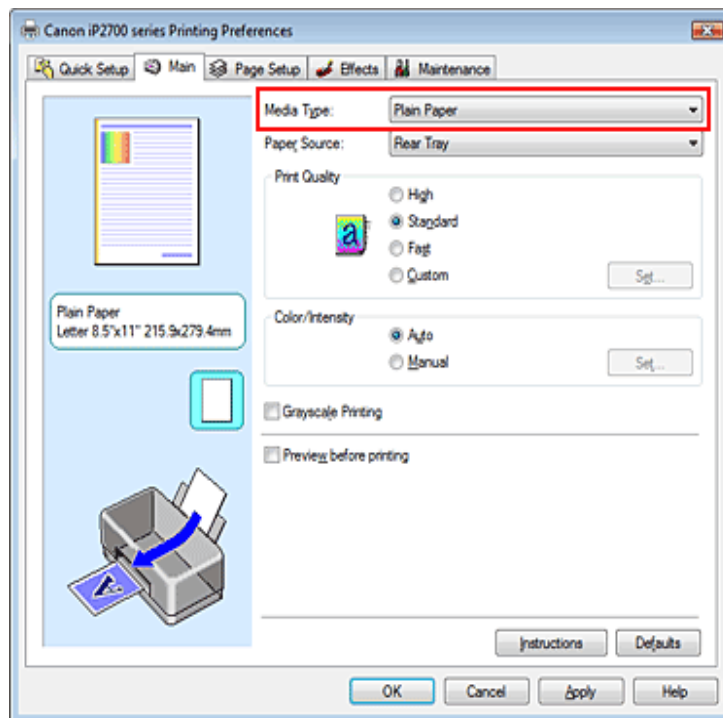 Canon iP2700 series Printing Preferences
Quick Setup Main Page Setup Effects Maintenance
Media Type: Plain Paper
Paper Source: Rear Tray
Print Quality
High
a Standard
Fast
Custom Set...
Plain Paper
Letter 8.5"x11" 215.9x279.4mm
Color/Intensity
Auto
Manual Set...
Grayscale Printing
Preview before printing
A
Instructions Defaults
OK Cancel Apply Help